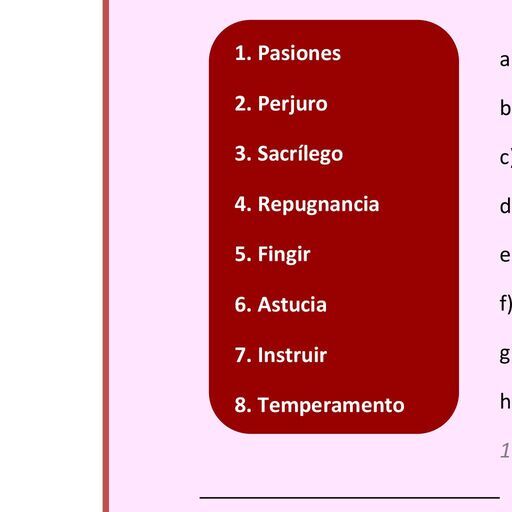 1. Pasiones
a
2. Perjuro
b
3. Sacrílego
c)
4. Repugnancia
d
5. Fingir
e
6. Astucia
f)
7. Instruir
g
8. Temperamento
h
1